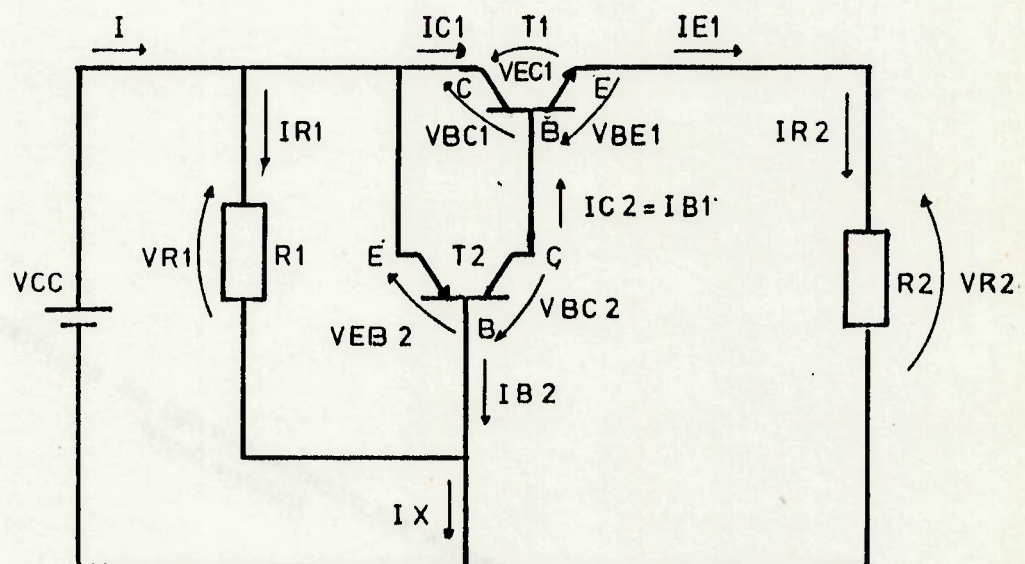 I
IC1
T1
IE1
VEC1
C
E
VBC1
B
VBE1
IR1
IR2
IC2=IB1
VR1
R1
E
T2
C
VCC
R2
VR2
VBC2
VEB2
B
IB2
IX